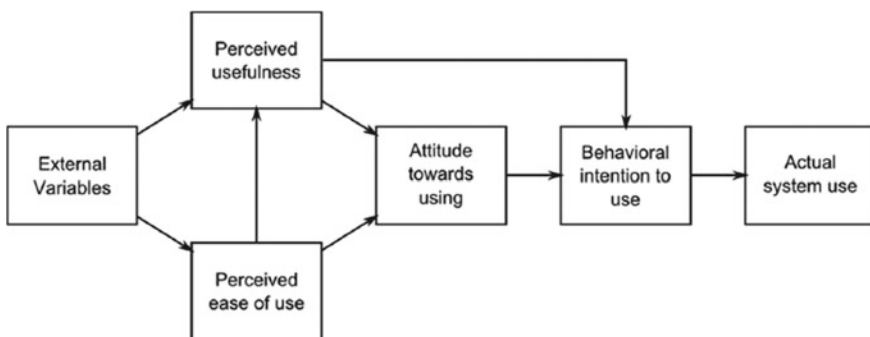 Perceived
usefulness
External
Variables
Attitude
towards
using
Behavioral
intention to
use
Actual
system use
Perceived
ease of use